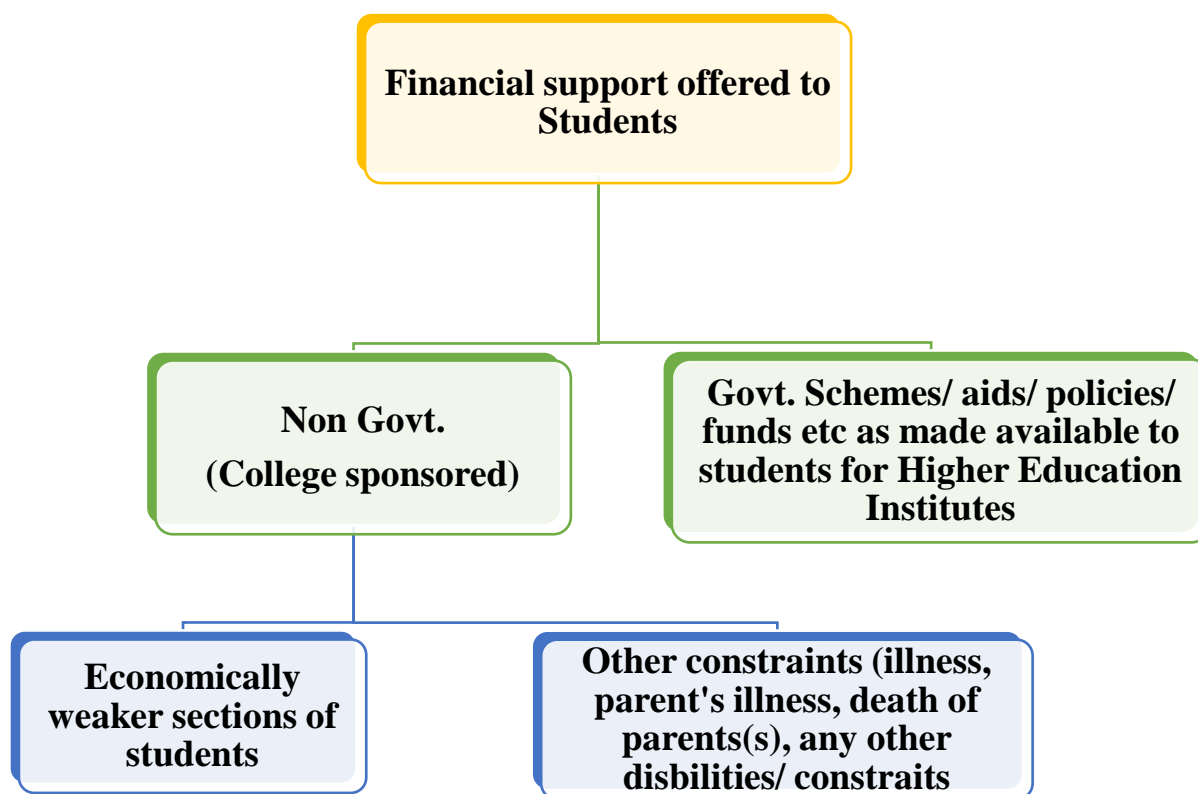 Financial support offered to
Students
Non Govt.
(College sponsored)
Govt. Schemes/ aids/ policies/
funds etc as made available to
students for Higher Education
Institutes
Economically
weaker sections of
students
Other constraints (illness,
parent's illness, death of
parents(s), any other
disbilities/ constraits